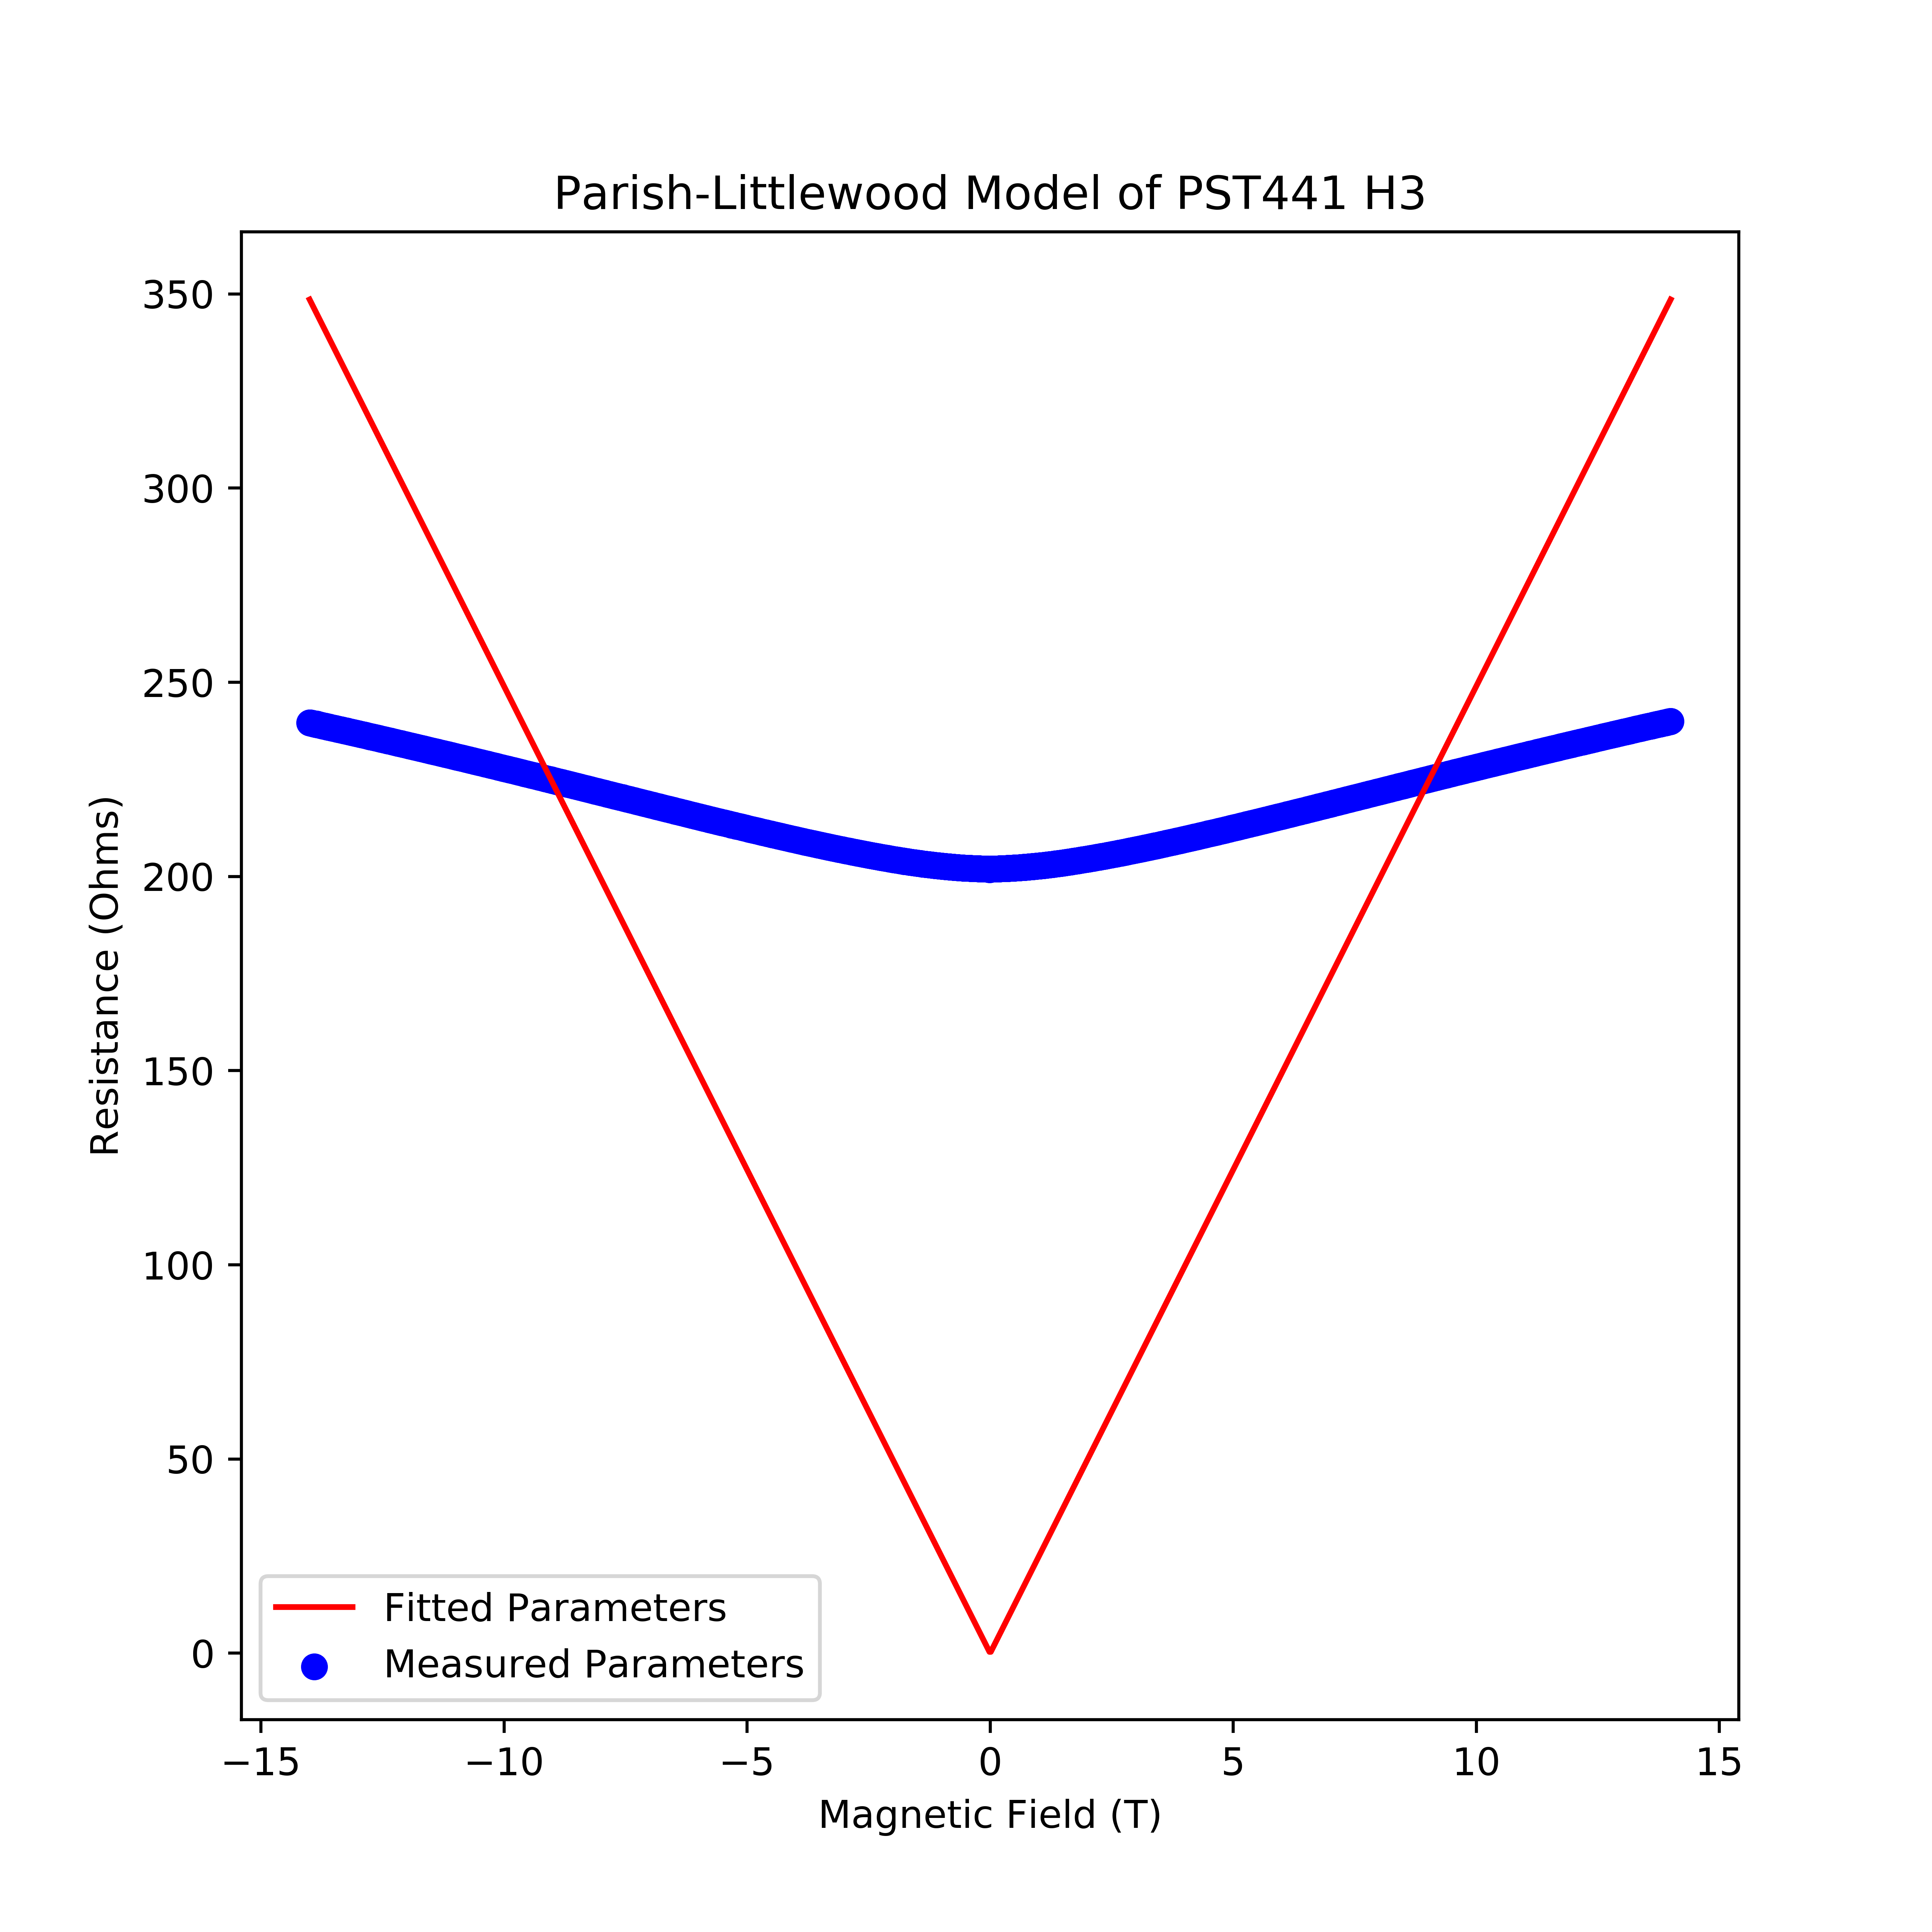 Parish-Littlewood Model of PST441 H3
350
300
250
200
150
100
50
0
Resistance (Ohms)
Fitted Parameters
Measured Parameters
−15 −10 −5 0 5 10 15
Magnetic Field (T)